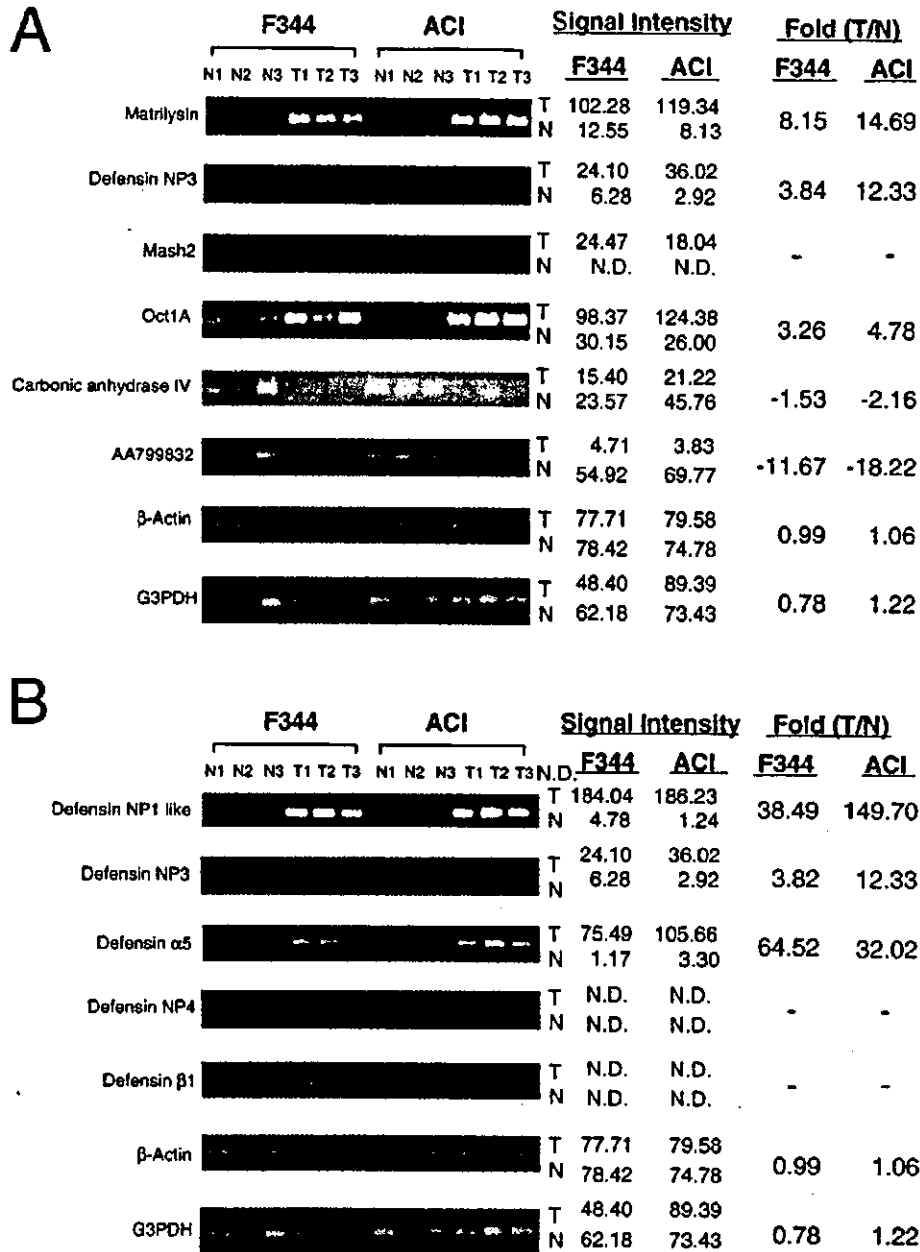 A
F344 ACI Signal Intensity Fold (T/N)
N1 N2 N3 T1 T2 T3 N1 N2 N3 T1 T2 T3 F344 ACI F344 ACI
Matrilysin T 102.28 119.34
N 12.55 8.13 8.15 14.69
Defensin NP3 T 24.10 36.02
N 6.28 2.92 3.84 12.33
Mash2 T 24.47 18.04
N N.D. N.D. - -
Oct1A T 98.37 124.38
N 30.15 26.00 3.26 4.78
Carbonic anhydrase IV T 15.40 21.22
N 23.57 45.76 -1.53 -2.16
AA799832 T 4.71 3.83
N 54.92 69.77 -11.67 -18.22
β-Actin T 77.71 79.58
N 78.42 74.78 0.99 1.06
G3PDH T 48.40 89.39
N 62.18 73.43 0.78 1.22
B
F344 ACI Signal Intensity Fold (T/N)
N1 N2 N3 T1 T2 T3 N1 N2 N3 T1 T2 T3 N.D. F344 ACI F344 ACI
Defensin NP1 like T 184.04 186.23
N 4.78 1.24 38.49 149.70
Defensin NP3 T 24.10 36.02
N 6.28 2.92 3.82 12.33
Defensin α5 T 75.49 105.66
N 1.17 3.30 64.52 32.02
Defensin NP4 T N.D. N.D.
N N.D. N.D. - -
Defensin β1 T N.D. N.D.
N N.D. N.D. - -
β-Actin T 77.71 79.58
N 78.42 74.78 0.99 1.06
G3PDH T 48.40 89.39
N 62.18 73.43 0.78 1.22